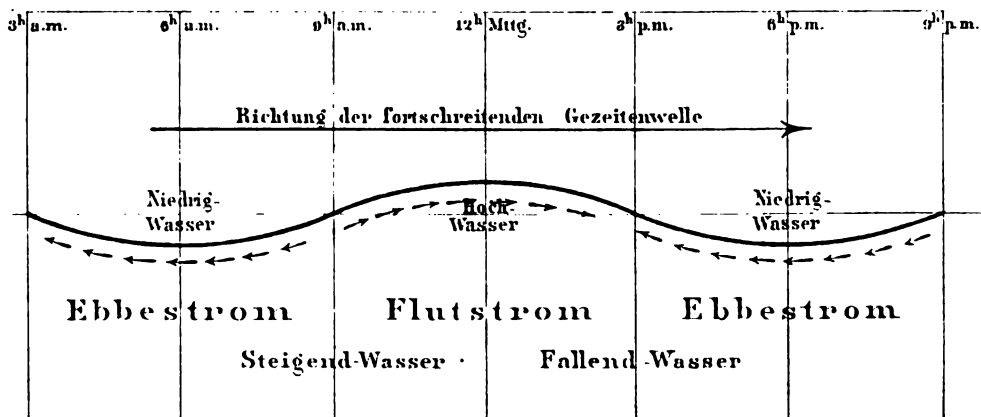 3h a.m. 6h a.m. 9h a.m. 12h Mttg. 3h p.m. 6h p.m. 9h p.m.
Richtung der fortschreitenden Gezeitenwelle
Niedrig-
Wasser
Hoch-
Wasser
Niedrig-
Wasser
Ebbestrom Flutstrom Ebbestrom
Steigend-Wasser · Fallend-Wasser